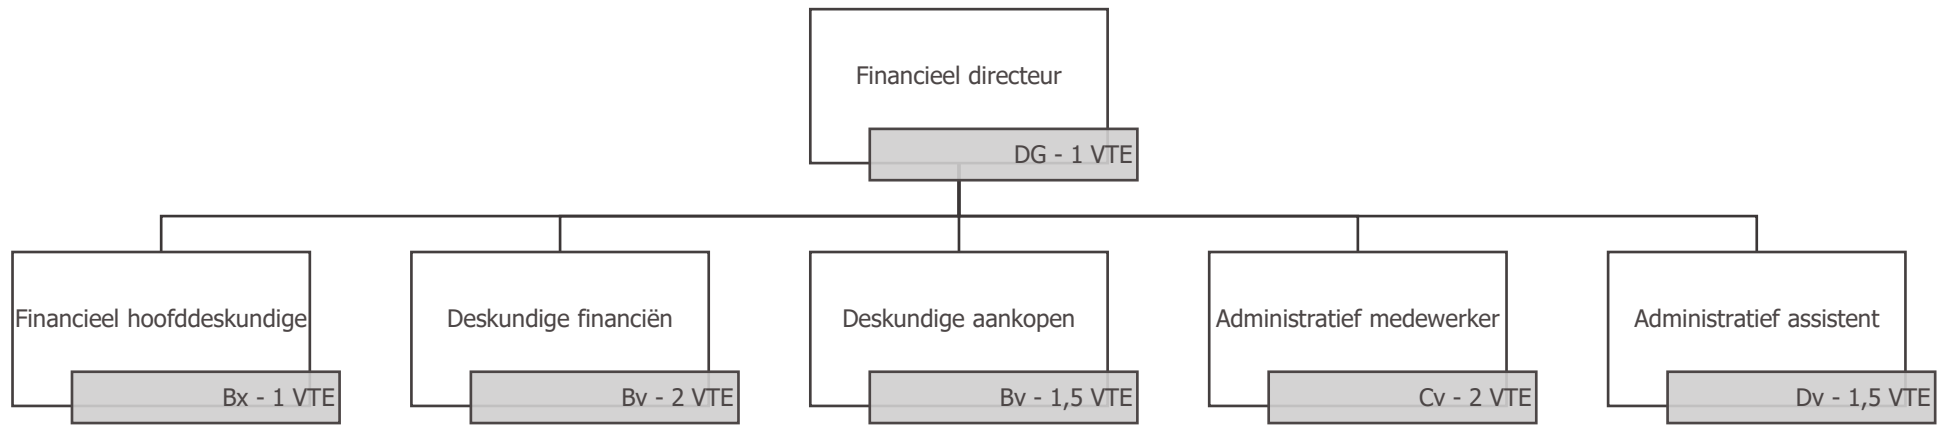 Financieel directeur
DG - 1 VTE
Financieel hoofddeskundige
Bx - 1 VTE
Deskundige financiën
Bv - 2 VTE
Deskundige aankopen
Bv - 1,5 VTE
Administratief medewerker
Cv - 2 VTE
Administratief assistent
Dv - 1,5 VTE